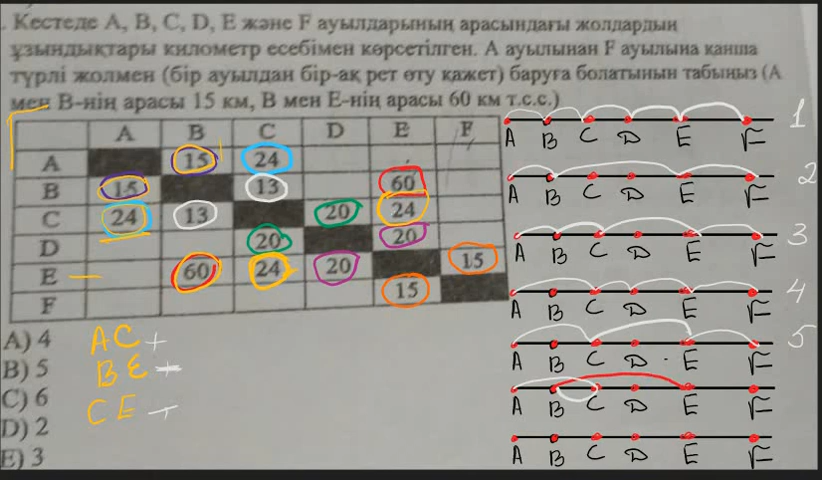 . Кестеде A, B, C, D, E және F ауылдарының арасындағы жолдардың
ұзындықтары километр есебімен көрсетілген. A ауылынан F ауылына қанша
түрлі жолмен (бір ауылдан бір-ақ рет өту қажет) баруға болатынын табыңыз (A
мен B-нің арасы 15 км, B мен E-нің арасы 60 км т.с.с.)
A B C D E F
A 15 24
B 15 13 60
C 24 13 20 24
D 20 20
E 60 24 20 15
F 15
A) 4
B) 5
C) 6
D) 2
E) 3
AC +
BE +
CE +
A B C D E F 1
A B C D E F 2
A B C D E F 3
A B C D E F 4
A B C D E F 5
A B C D E F
A B C D E F